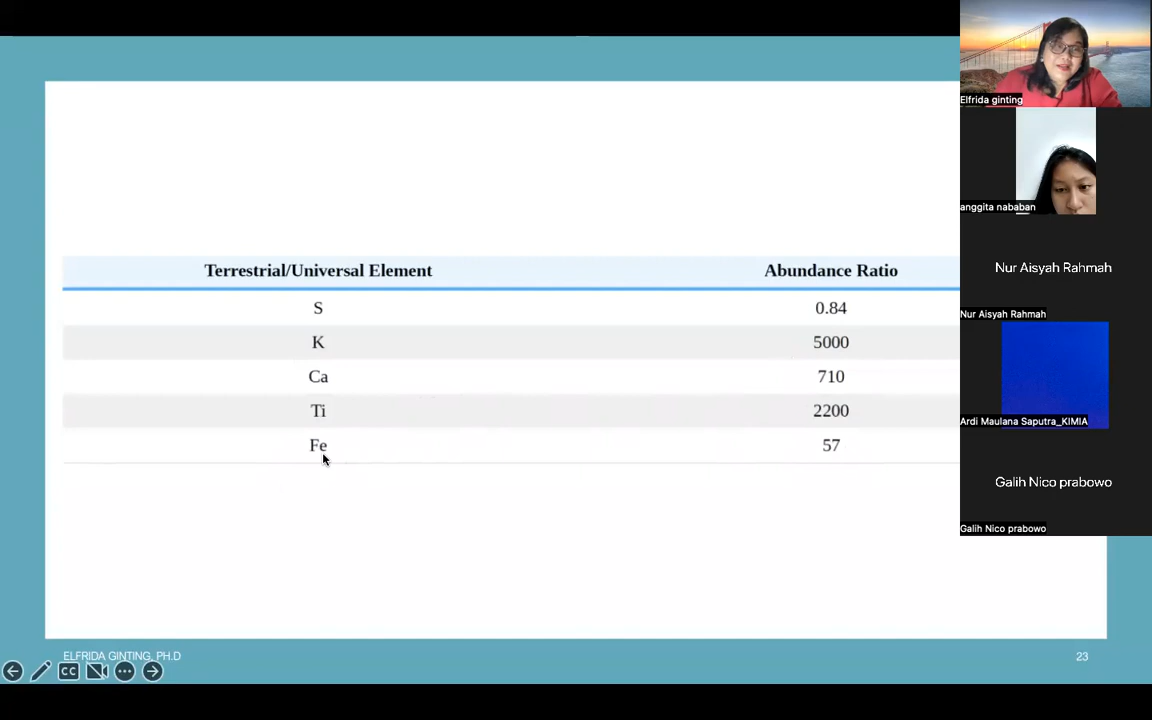 Terrestrial/Universal Element Abundance Ratio
S 0.84
K 5000
Ca 710
Ti 2200
Fe 57
ELFRIDA GINTING, PH.D
23
CC
Elfrida ginting
anggita nababan
Nur Aisyah Rahmah
Nur Aisyah Rahmah
Ardi Maulana Saputra_KIMIA
Galih Nico prabowo
Galih Nico prabowo